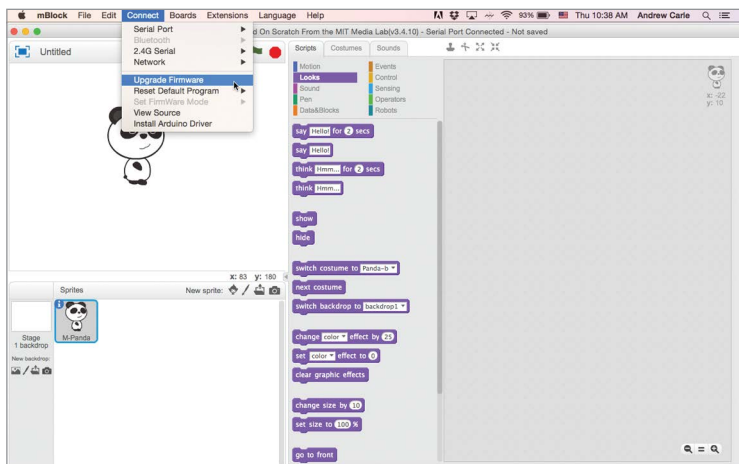 mBlock File Edit Connect Boards Extensions Language Help
93% Thu 10:38 AM Andrew Carle
d On Scratch From the MIT Media Lab(v3.4.10) - Serial Port Connected - Not saved
Untitled
Serial Port
Bluetooth
2.4G Serial
Network
Upgrade Firmware
Reset Default Program
Set FirmWare Mode
View Source
Install Arduino Driver
X: 83 y: 180
Sprites
New sprite:
Stage
1 backdrop
New backdrop:
M-Panda
Scripts Costumes Sounds
Motion Events
Looks Control
Sound Sensing
Pen Operators
Data&Blocks Robots
say Hello! for 2 secs
say Hello!
think Hmm... for 2 secs
think Hmm...
show
hide
switch costume to Panda-b
next costume
switch backdrop to backdrop1
change color effect by 25
set color effect to 0
clear graphic effects
change size by 10
set size to 100 %
go to front
x: -22
y: 10